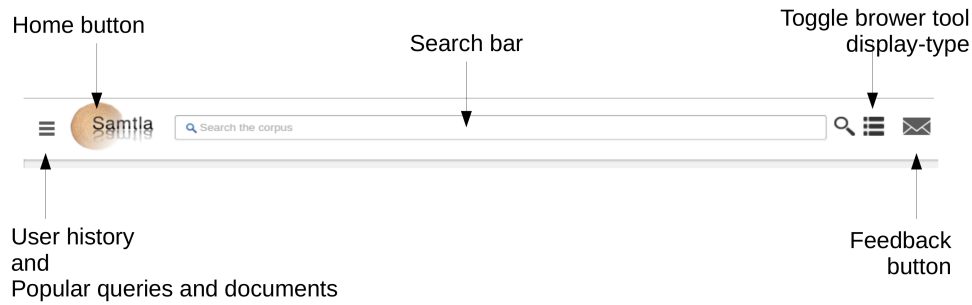 Home button
Search bar
Toggle brower tool
display-type
Samtla
Search the corpus
User history
and
Popular queries and documents
Feedback
button